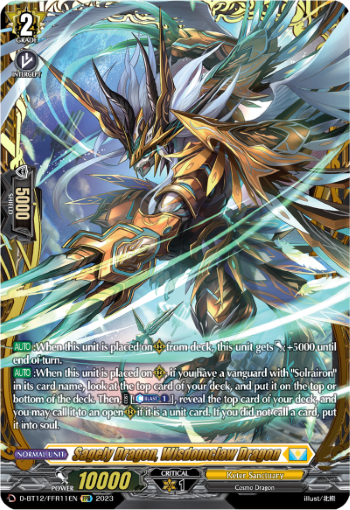 2
GRADE
INTERCEPT
5000
SHIELD
AUTO :When this unit is placed on from deck, this unit gets +5000 until
end of turn.
AUTO :When this unit is placed on , if you have a vanguard with "Solrairon"
in its card name, look at the top card of your deck, and put it on the top or
bottom of the deck. Then [ BLAST 1], reveal the top card of your deck, and
you may call it to an open if it is a unit card. If you did not call a card, put
it into soul.
NORMAL UNIT
Sagely Dragon, Wisdomclaw Dragon
POWER 10000
CRITICAL
1
Keter Sanctuary
Cosmo Dragon
D-BT12/FFR11EN FFR 2023
illust/北熊